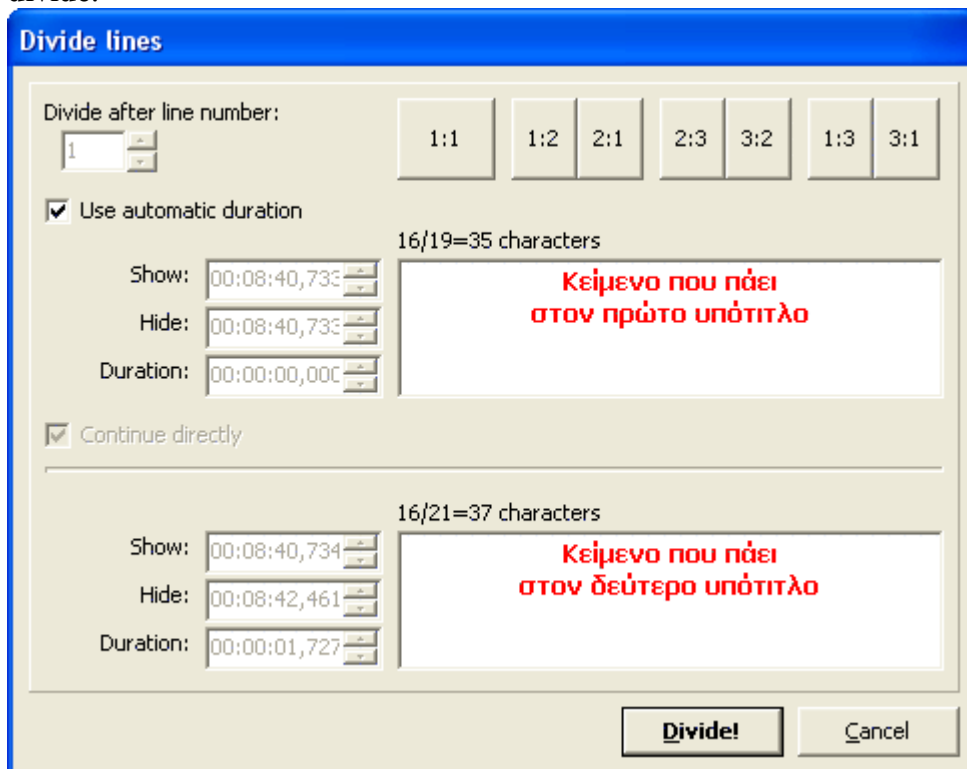 Divide lines
Divide after line number:
1
1:1 1:2 2:1 2:3 3:2 1:3 3:1
Use automatic duration
16/19=35 characters
Show: 00:08:40,733
Κείμενο που πάει
στον πρώτο υπότιτλο
Hide: 00:08:40,733
Duration: 00:00:00,000
Continue directly
16/21=37 characters
Show: 00:08:40,734
Κείμενο που πάει
στον δεύτερο υπότιτλο
Hide: 00:08:42,461
Duration: 00:00:01,727
Divide! Cancel